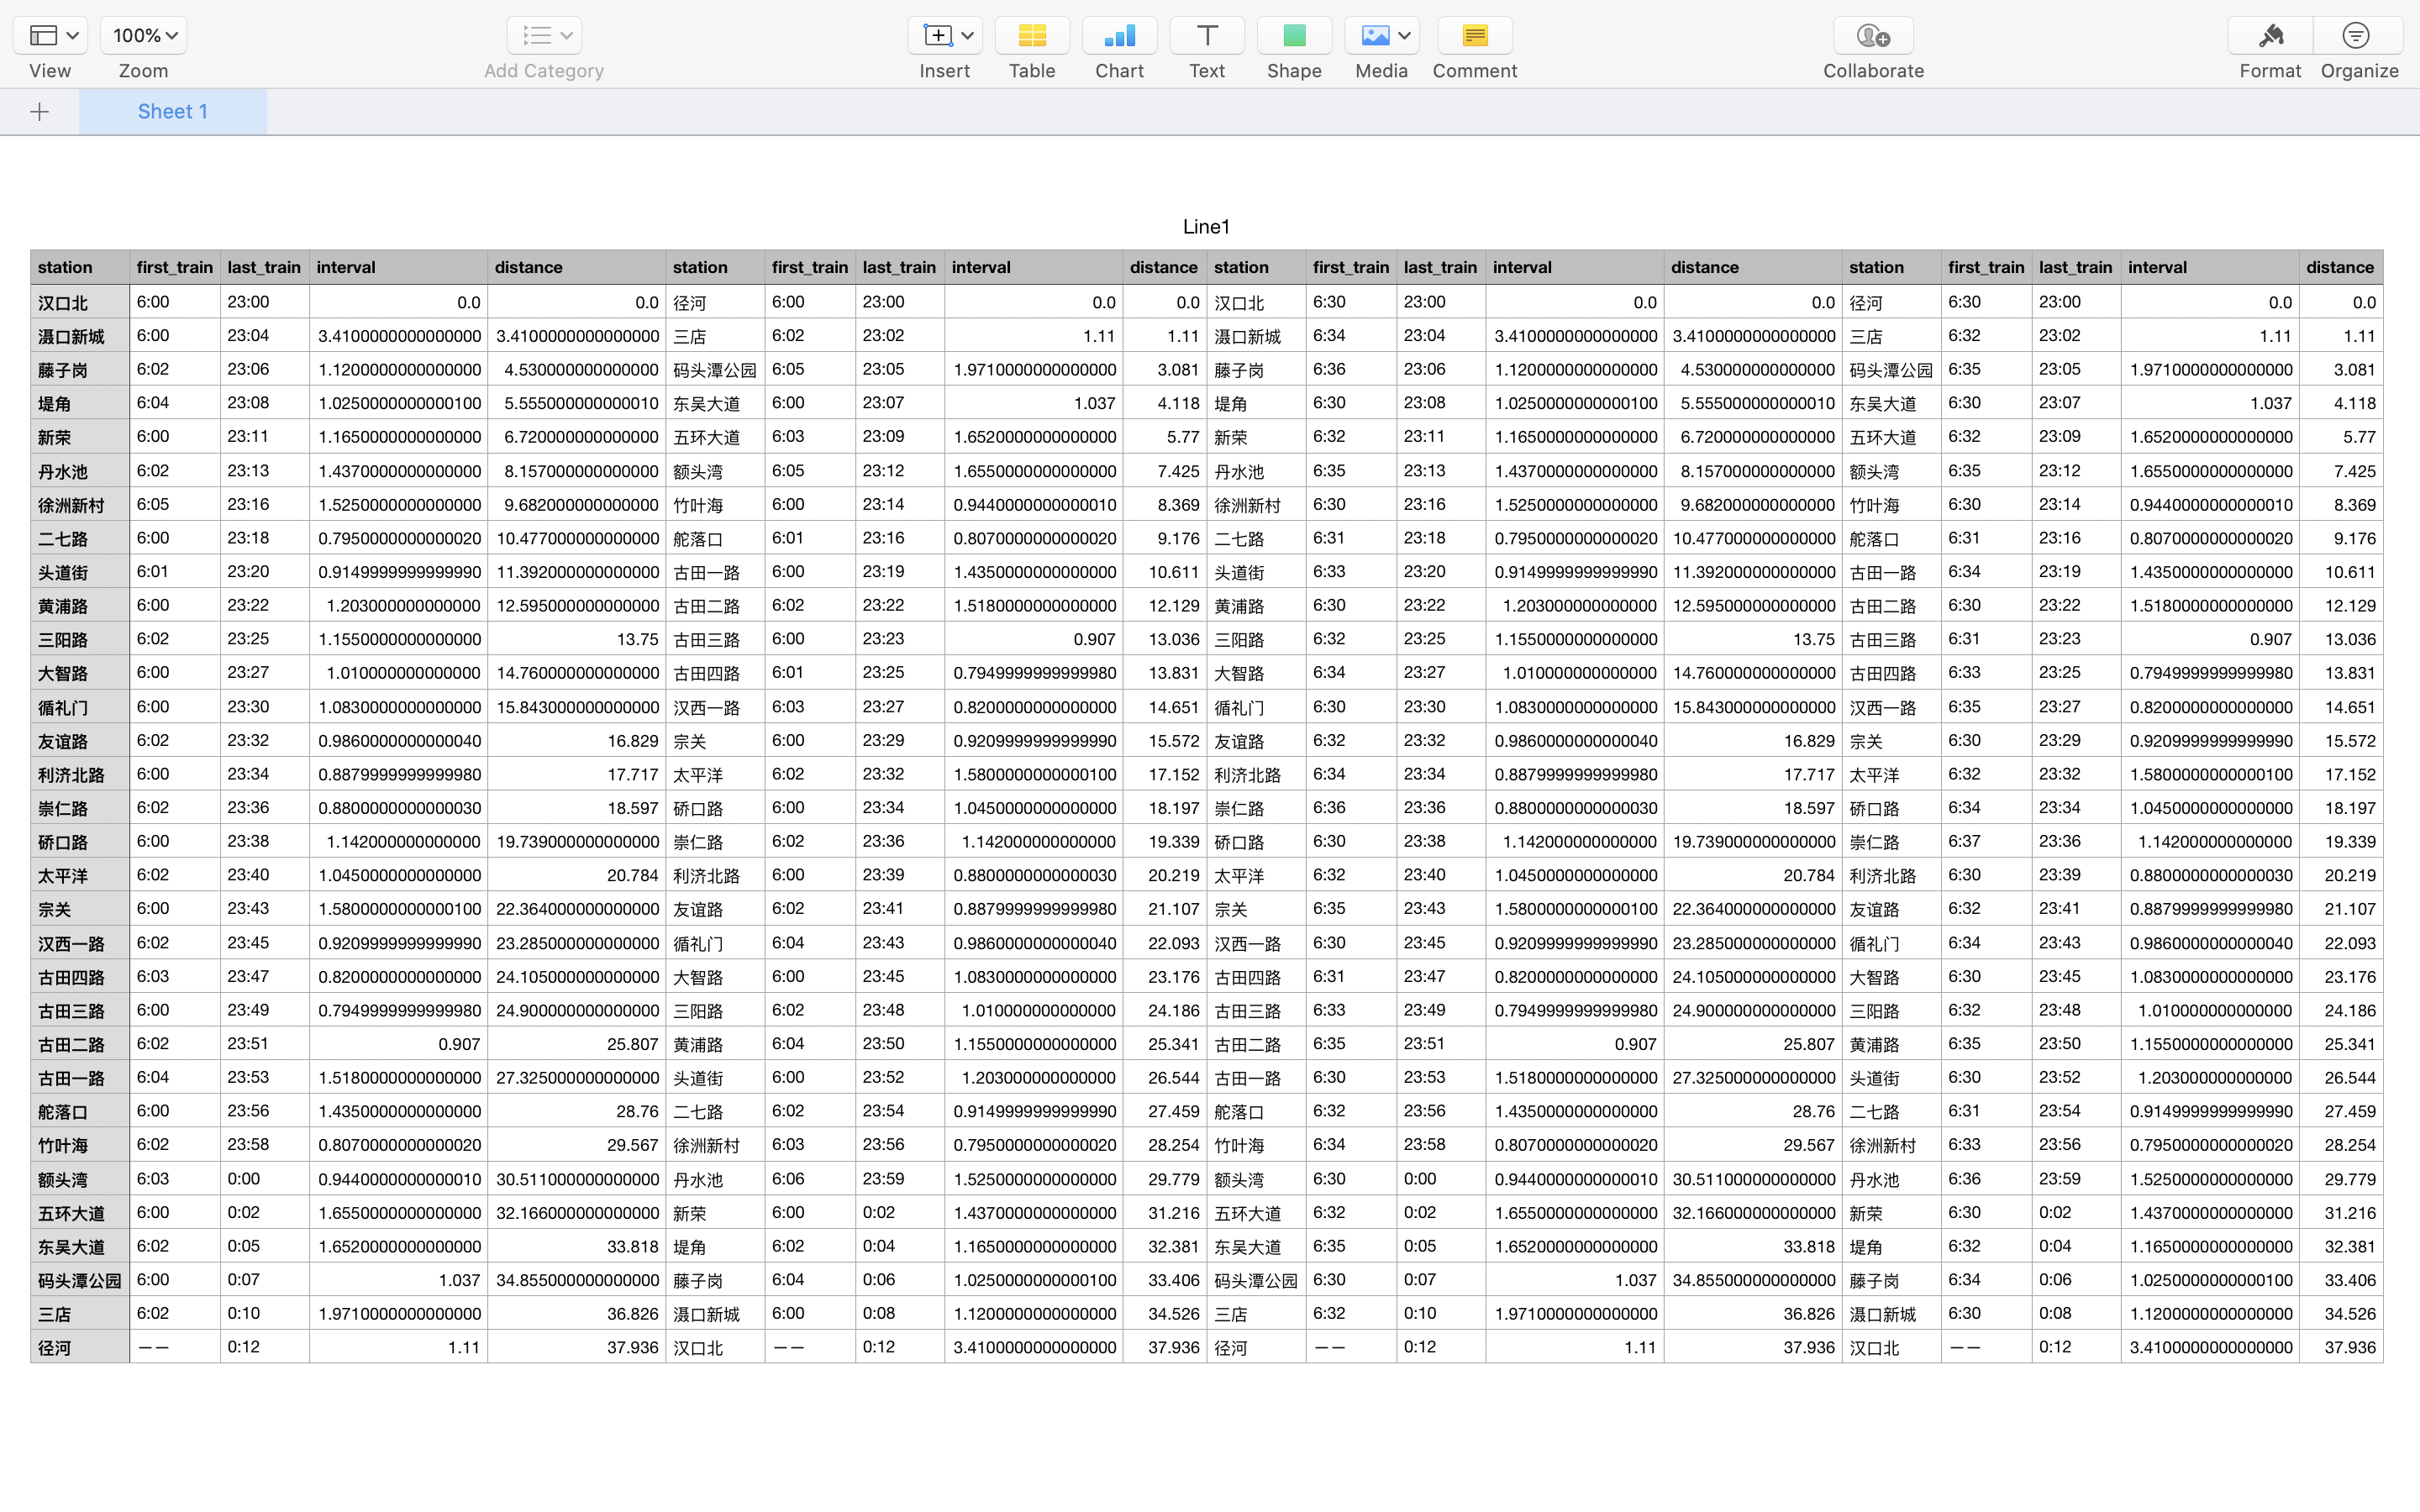 100%
View
Zoom
Add Category
Insert
Table
Chart
Text
Shape
Media
Comment
Collaborate
Format
Organize
Sheet 1
Line1
station first_train last_train interval distance station first_train last_train interval distance station first_train last_train interval distance station first_train last_train interval distance
汉口北 6:00 23:00 0.0 0.0 径河 6:00 23:00 0.0 0.0 汉口北 6:30 23:00 0.0 0.0 径河 6:30 23:00 0.0 0.0
滠口新城 6:00 23:04 3.4100000000000000 3.4100000000000000 三店 6:02 23:02 1.11 1.11 滠口新城 6:34 23:04 3.4100000000000000 3.4100000000000000 三店 6:32 23:02 1.11 1.11
藤子岗 6:02 23:06 1.1200000000000000 4.530000000000000 码头潭公园 6:05 23:05 1.9710000000000000 3.081 藤子岗 6:36 23:06 1.1200000000000000 4.530000000000000 码头潭公园 6:35 23:05 1.9710000000000000 3.081
堤角 6:04 23:08 1.0250000000000100 5.555000000000010 东吴大道 6:00 23:07 1.037 4.118 堤角 6:30 23:08 1.0250000000000100 5.555000000000010 东吴大道 6:30 23:07 1.037 4.118
新荣 6:00 23:11 1.1650000000000000 6.720000000000000 五环大道 6:03 23:09 1.6520000000000000 5.77 新荣 6:32 23:11 1.1650000000000000 6.720000000000000 五环大道 6:32 23:09 1.6520000000000000 5.77
丹水池 6:02 23:13 1.4370000000000000 8.157000000000000 额头湾 6:05 23:12 1.6550000000000000 7.425 丹水池 6:35 23:13 1.4370000000000000 8.157000000000000 额头湾 6:35 23:12 1.6550000000000000 7.425
徐洲新村 6:05 23:16 1.5250000000000000 9.682000000000000 竹叶海 6:00 23:14 0.9440000000000010 8.369 徐洲新村 6:30 23:16 1.5250000000000000 9.682000000000000 竹叶海 6:30 23:14 0.9440000000000010 8.369
二七路 6:00 23:18 0.7950000000000020 10.477000000000000 舵落口 6:01 23:16 0.8070000000000020 9.176 二七路 6:31 23:18 0.7950000000000020 10.477000000000000 舵落口 6:31 23:16 0.8070000000000020 9.176
头道街 6:01 23:20 0.9149999999999990 11.392000000000000 古田一路 6:00 23:19 1.4350000000000000 10.611 头道街 6:33 23:20 0.9149999999999990 11.392000000000000 古田一路 6:34 23:19 1.4350000000000000 10.611
黄浦路 6:00 23:22 1.203000000000000 12.595000000000000 古田二路 6:02 23:22 1.5180000000000000 12.129 黄浦路 6:30 23:22 1.203000000000000 12.595000000000000 古田二路 6:30 23:22 1.5180000000000000 12.129
三阳路 6:02 23:25 1.1550000000000000 13.75 古田三路 6:00 23:23 0.907 13.036 三阳路 6:32 23:25 1.1550000000000000 13.75 古田三路 6:31 23:23 0.907 13.036
大智路 6:00 23:27 1.010000000000000 14.760000000000000 古田四路 6:01 23:25 0.7949999999999980 13.831 大智路 6:34 23:27 1.010000000000000 14.760000000000000 古田四路 6:33 23:25 0.7949999999999980 13.831
循礼门 6:00 23:30 1.0830000000000000 15.843000000000000 汉西一路 6:03 23:27 0.8200000000000000 14.651 循礼门 6:30 23:30 1.0830000000000000 15.843000000000000 汉西一路 6:35 23:27 0.8200000000000000 14.651
友谊路 6:02 23:32 0.9860000000000040 16.829 宗关 6:00 23:29 0.9209999999999990 15.572 友谊路 6:32 23:32 0.9860000000000040 16.829 宗关 6:30 23:29 0.9209999999999990 15.572
利济北路 6:00 23:34 0.8879999999999980 17.717 太平洋 6:02 23:32 1.5800000000000100 17.152 利济北路 6:34 23:34 0.8879999999999980 17.717 太平洋 6:32 23:32 1.5800000000000100 17.152
崇仁路 6:02 23:36 0.8800000000000030 18.597 硚口路 6:00 23:34 1.0450000000000000 18.197 崇仁路 6:36 23:36 0.8800000000000030 18.597 硚口路 6:34 23:34 1.0450000000000000 18.197
硚口路 6:00 23:38 1.142000000000000 19.739000000000000 崇仁路 6:02 23:36 1.142000000000000 19.339 硚口路 6:30 23:38 1.142000000000000 19.739000000000000 崇仁路 6:37 23:36 1.142000000000000 19.339
太平洋 6:02 23:40 1.0450000000000000 20.784 利济北路 6:00 23:39 0.8800000000000030 20.219 太平洋 6:32 23:40 1.0450000000000000 20.784 利济北路 6:30 23:39 0.8800000000000030 20.219
宗关 6:00 23:43 1.5800000000000100 22.364000000000000 友谊路 6:02 23:41 0.8879999999999980 21.107 宗关 6:35 23:43 1.5800000000000100 22.364000000000000 友谊路 6:32 23:41 0.8879999999999980 21.107
汉西一路 6:02 23:45 0.9209999999999990 23.285000000000000 循礼门 6:04 23:43 0.9860000000000040 22.093 汉西一路 6:30 23:45 0.9209999999999990 23.285000000000000 循礼门 6:34 23:43 0.9860000000000040 22.093
古田四路 6:03 23:47 0.8200000000000000 24.105000000000000 大智路 6:00 23:45 1.0830000000000000 23.176 古田四路 6:31 23:47 0.8200000000000000 24.105000000000000 大智路 6:30 23:45 1.0830000000000000 23.176
古田三路 6:00 23:49 0.7949999999999980 24.900000000000000 三阳路 6:02 23:48 1.010000000000000 24.186 古田三路 6:33 23:49 0.7949999999999980 24.900000000000000 三阳路 6:32 23:48 1.010000000000000 24.186
古田二路 6:02 23:51 0.907 25.807 黄浦路 6:04 23:50 1.1550000000000000 25.341 古田二路 6:35 23:51 0.907 25.807 黄浦路 6:35 23:50 1.1550000000000000 25.341
古田一路 6:04 23:53 1.5180000000000000 27.325000000000000 头道街 6:00 23:52 1.203000000000000 26.544 古田一路 6:30 23:53 1.5180000000000000 27.325000000000000 头道街 6:30 23:52 1.203000000000000 26.544
舵落口 6:00 23:56 1.4350000000000000 28.76 二七路 6:02 23:54 0.9149999999999990 27.459 舵落口 6:32 23:56 1.4350000000000000 28.76 二七路 6:31 23:54 0.9149999999999990 27.459
竹叶海 6:02 23:58 0.8070000000000020 29.567 徐洲新村 6:03 23:56 0.7950000000000020 28.254 竹叶海 6:34 23:58 0.8070000000000020 29.567 徐洲新村 6:33 23:56 0.7950000000000020 28.254
额头湾 6:03 0:00 0.9440000000000010 30.511000000000000 丹水池 6:06 23:59 1.5250000000000000 29.779 额头湾 6:30 0:00 0.9440000000000010 30.511000000000000 丹水池 6:36 23:59 1.5250000000000000 29.779
五环大道 6:00 0:02 1.6550000000000000 32.166000000000000 新荣 6:00 0:02 1.4370000000000000 31.216 五环大道 6:32 0:02 1.6550000000000000 32.166000000000000 新荣 6:30 0:02 1.4370000000000000 31.216
东吴大道 6:02 0:05 1.6520000000000000 33.818 堤角 6:02 0:04 1.1650000000000000 32.381 东吴大道 6:35 0:05 1.6520000000000000 33.818 堤角 6:32 0:04 1.1650000000000000 32.381
码头潭公园 6:00 0:07 1.037 34.855000000000000 藤子岗 6:04 0:06 1.0250000000000100 33.406 码头潭公园 6:30 0:07 1.037 34.855000000000000 藤子岗 6:34 0:06 1.0250000000000100 33.406
三店 6:02 0:10 1.9710000000000000 36.826 滠口新城 6:00 0:08 1.1200000000000000 34.526 三店 6:32 0:10 1.9710000000000000 36.826 滠口新城 6:30 0:08 1.1200000000000000 34.526
径河 —— 0:12 1.11 37.936 汉口北 —— 0:12 3.4100000000000000 37.936 径河 —— 0:12 1.11 37.936 汉口北 —— 0:12 3.4100000000000000 37.936